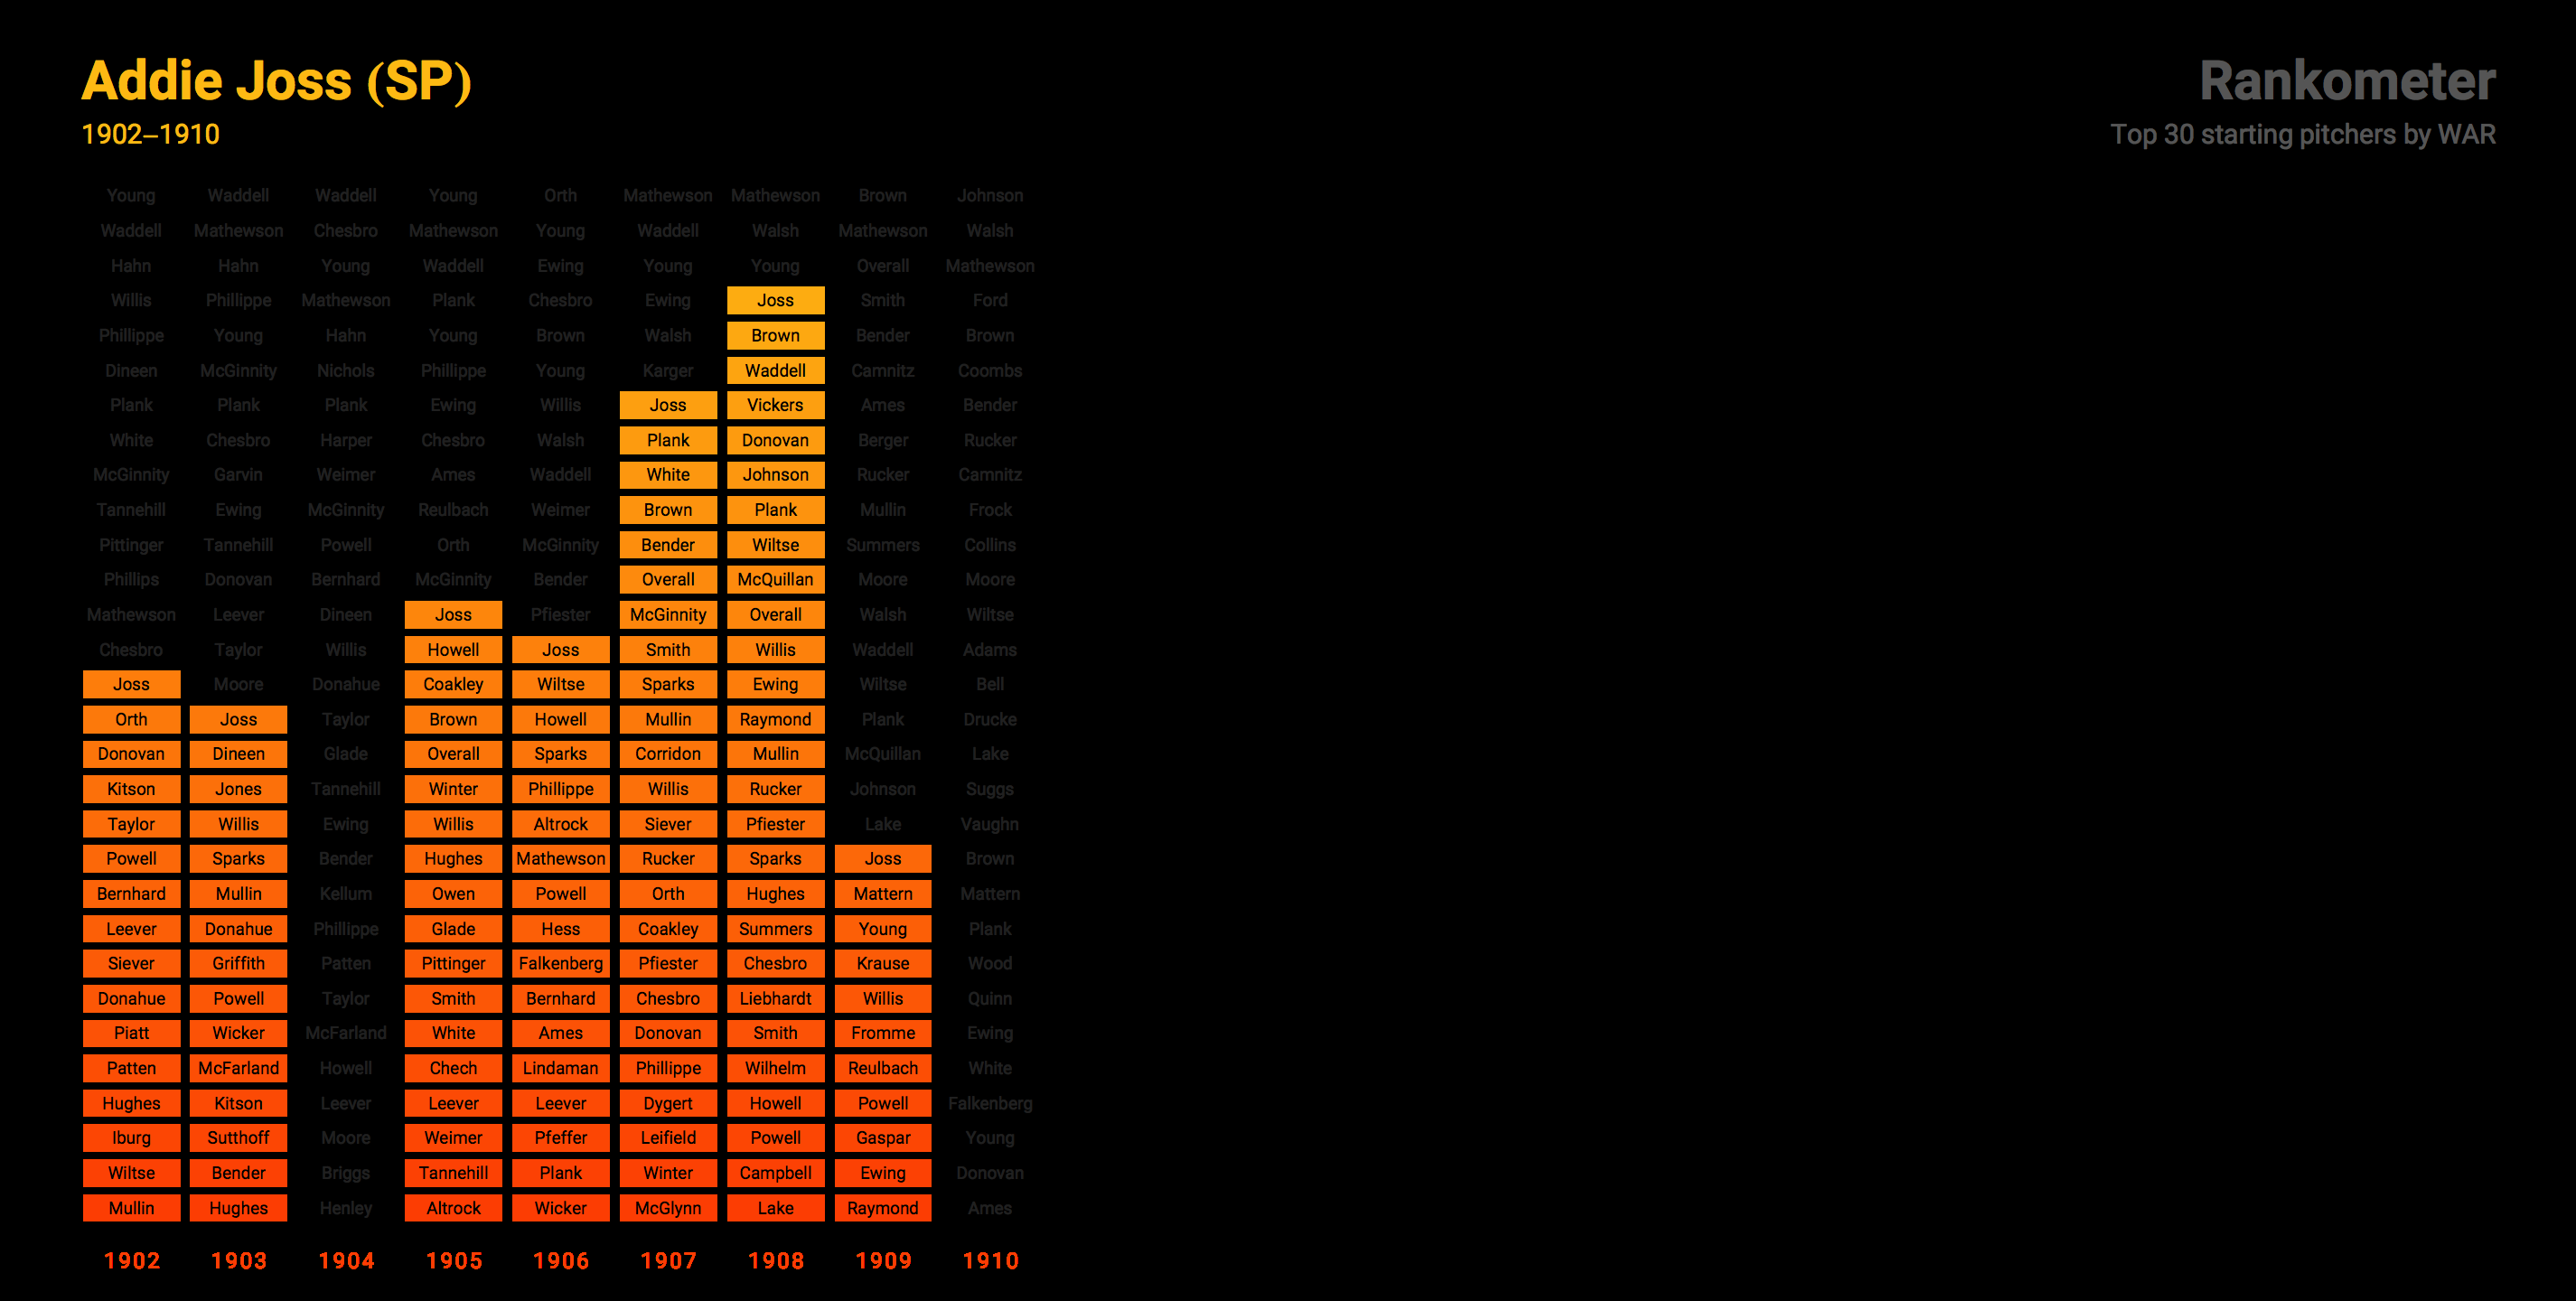 Addie Joss (SP)
1902–1910
Rankometer
Top 30 starting pitchers by WAR
Young Waddell Waddell Young Orth Mathewson Mathewson Brown Johnson
Waddell Mathewson Chesbro Mathewson Young Waddell Walsh Mathewson Walsh
Hahn Hahn Young Waddell Ewing Young Young Overall Mathewson
Willis Phillippe Mathewson Plank Chesbro Ewing Joss Smith Ford
Phillippe Young Hahn Young Brown Walsh Brown Bender Brown
Dineen McGinnity Nichols Phillippe Young Karger Waddell Camnitz Coombs
Plank Plank Plank Ewing Willis Joss Vickers Ames Bender
White Chesbro Harper Chesbro Walsh Plank Donovan Berger Rucker
McGinnity Garvin Weimer Ames Waddell White Johnson Rucker Camnitz
Tannehill Ewing McGinnity Reulbach Weimer Brown Plank Mullin Frock
Pittinger Tannehill Powell Orth McGinnity Bender Wiltse Summers Collins
Phillips Donovan Bernhard McGinnity Bender Overall McQuillan Moore Moore
Mathewson Leever Dineen Joss Pfiester McGinnity Overall Walsh Wiltse
Chesbro Taylor Willis Howell Joss Smith Willis Waddell Adams
Joss Moore Donahue Coakley Wiltse Sparks Ewing Wiltse Bell
Orth Joss Taylor Brown Howell Mullin Raymond Plank Drucke
Donovan Dineen Glade Overall Sparks Corridon Mullin McQuillan Lake
Kitson Jones Tannehill Winter Phillippe Willis Rucker Johnson Suggs
Taylor Willis Ewing Willis Altrock Siever Pfiester Lake Vaughn
Powell Sparks Bender Hughes Mathewson Rucker Sparks Joss Brown
Bernhard Mullin Kellum Owen Powell Orth Hughes Mattern Mattern
Leever Donahue Phillippe Glade Hess Coakley Summers Young Plank
Siever Griffith Patten Pittinger Falkenberg Pfiester Chesbro Krause Wood
Donahue Powell Taylor Smith Bernhard Chesbro Liebhardt Willis Quinn
Piatt Wicker McFarland White Ames Donovan Smith Fromme Ewing
Patten McFarland Howell Chech Lindaman Phillippe Wilhelm Reulbach White
Hughes Kitson Leever Leever Leever Dygert Howell Powell Falkenberg
Iburg Sutthoff Moore Weimer Pfeffer Leifield Powell Gaspar Young
Wiltse Bender Briggs Tannehill Plank Winter Campbell Ewing Donovan
Mullin Hughes Henley Altrock Wicker McGlynn Lake Raymond Ames
1902 1903 1904 1905 1906 1907 1908 1909 1910